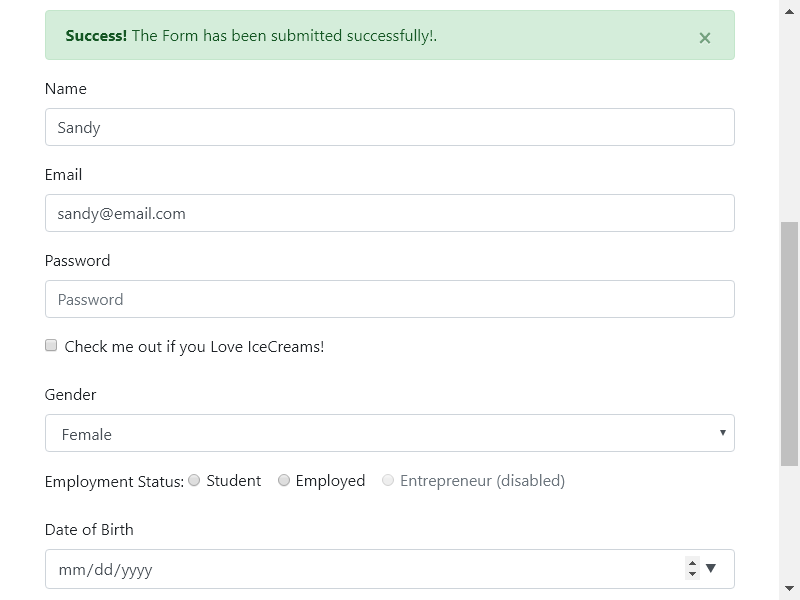 Success! The Form has been submitted successfully!. ×
Name
Sandy
Email
sandy@email.com
Password
Password
Check me out if you Love IceCreams!
Gender
Female
Employment Status: Student Employed Entrepreneur (disabled)
Date of Birth
mm/dd/yyyy